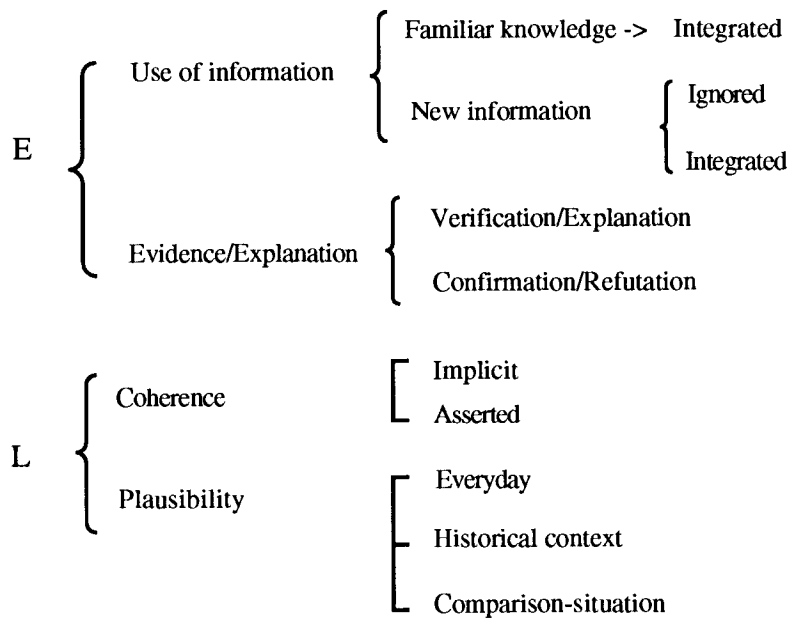 Familiar knowledge -> Integrated
Use of information
Ignored
New information
E
Integrated
Verification/Explanation
Evidence/Explanation
Confirmation/Refutation
Implicit
Coherence
Asserted
L
Everyday
Plausibility
Historical context
Comparison-situation